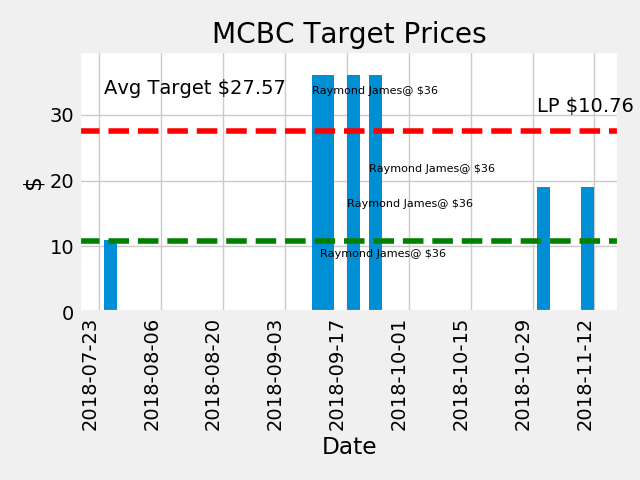 MCBC Target Prices
Avg Target $27.57
Raymond James@ $36
LP $10.76
Raymond James@ $36
Raymond James@ $36
Raymond James@ $36
$
30
20
10
0
2018-07-23
2018-08-06
2018-08-20
2018-09-03
2018-09-17
2018-10-01
2018-10-15
2018-10-29
2018-11-12
Date